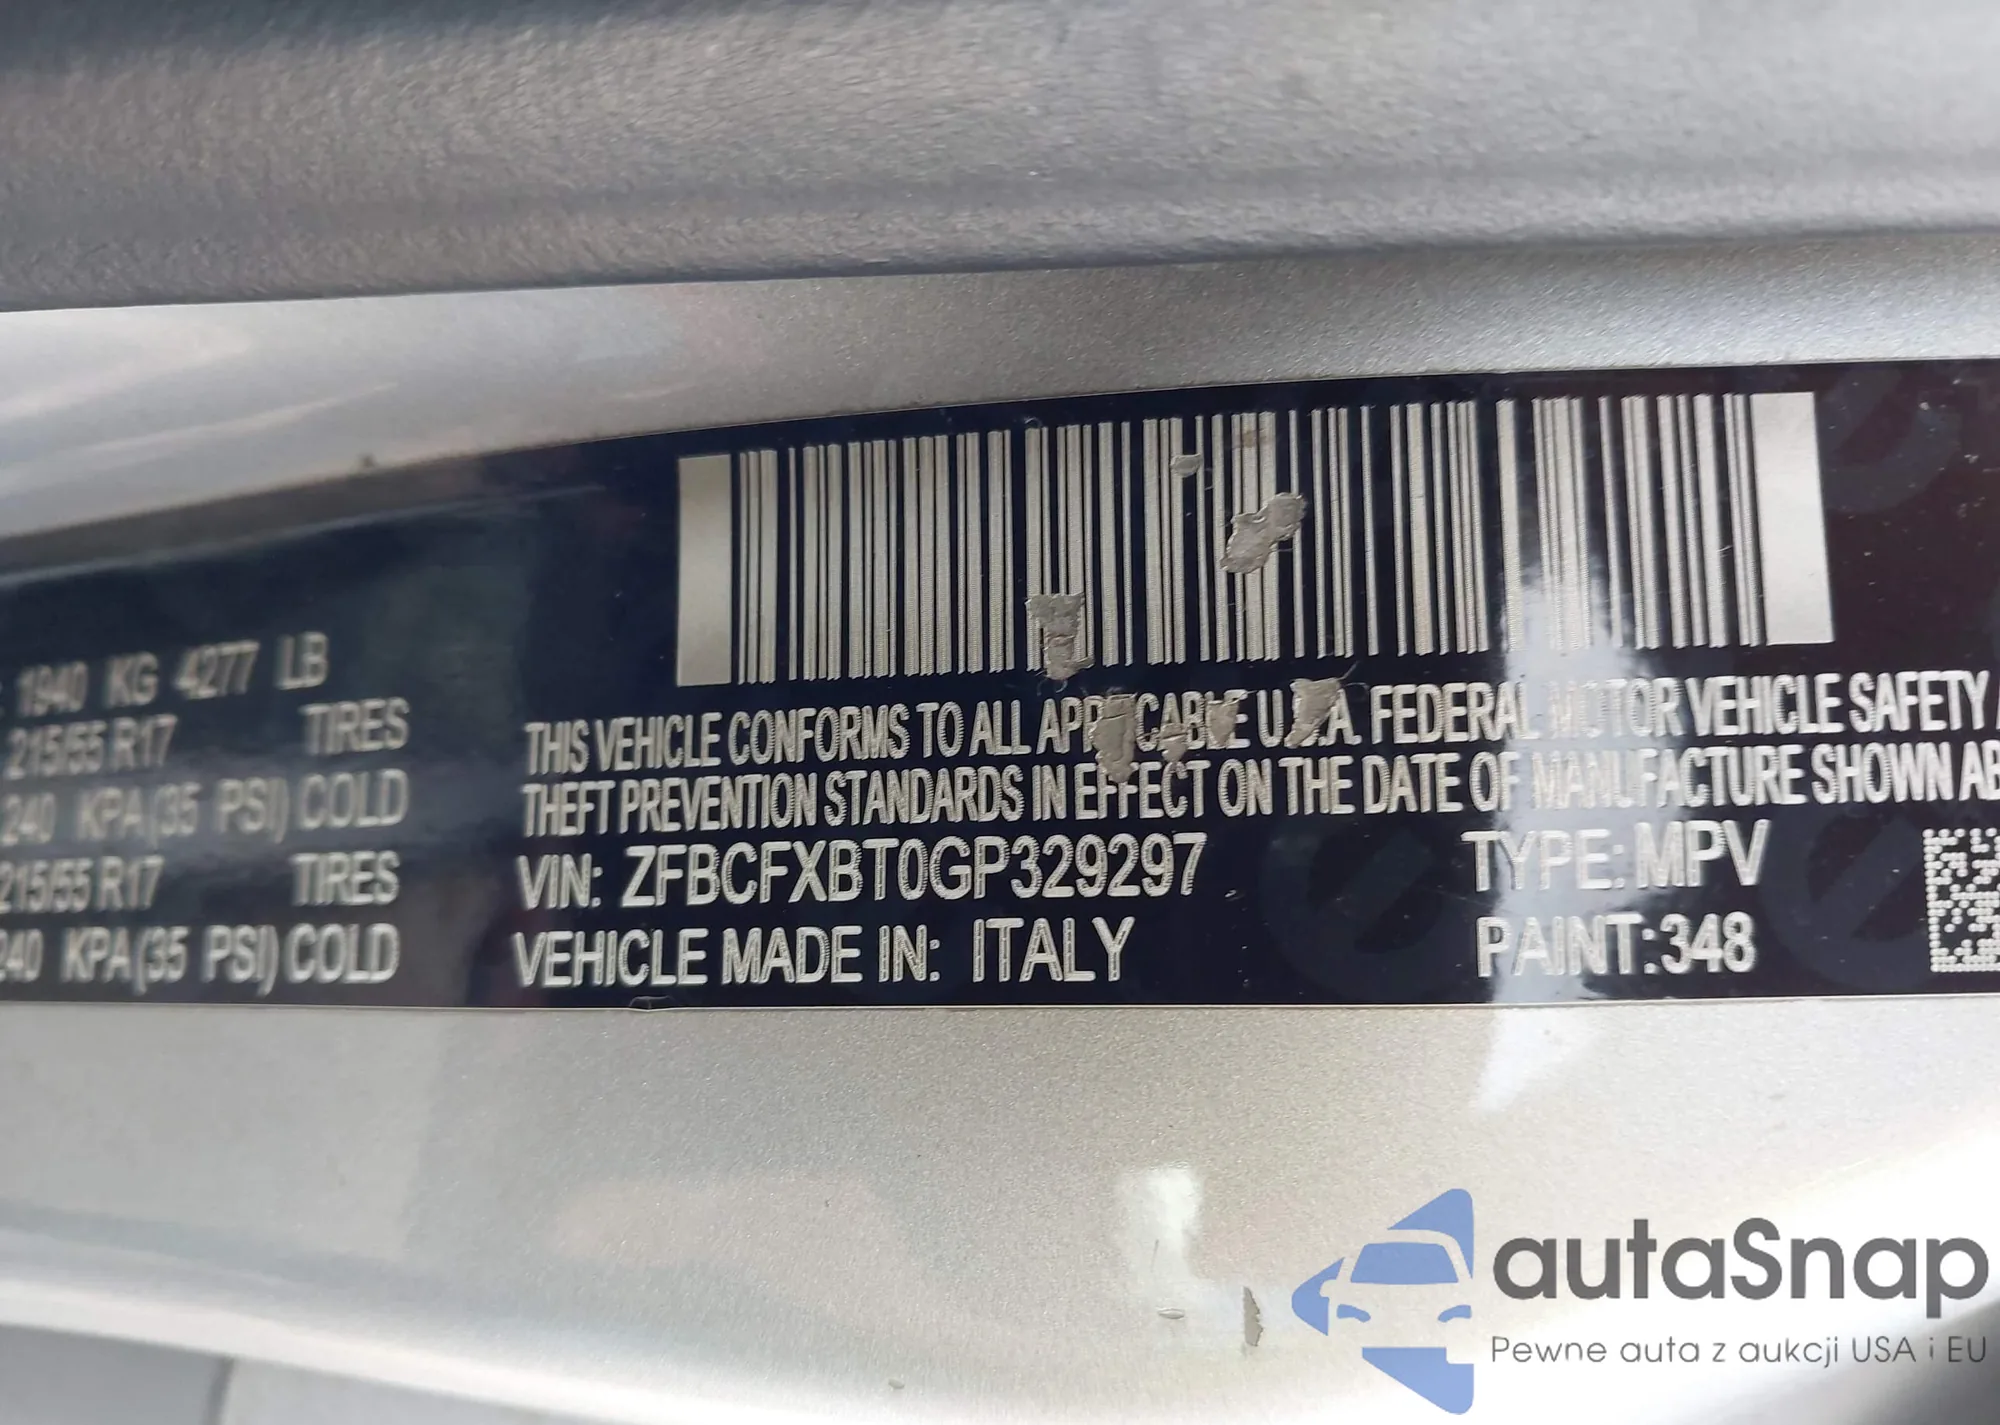 1940 KG 4277 LB
215/55 R17 TIRES
240 KPA(35 PSI) COLD
215/55 R17 TIRES
240 KPA(35 PSI) COLD
THIS VEHICLE CONFORMS TO ALL APPLICABLE U.S.A. FEDERAL MOTOR VEHICLE SAFETY
THEFT PREVENTION STANDARDS IN EFFECT ON THE DATE OF MANUFACTURE SHOWN AB
VIN: ZFBCFXBT0GP329297 TYPE: MPV
VEHICLE MADE IN: ITALY PAINT:348
autaSnap
Pewne auta z aukcji USA i EU